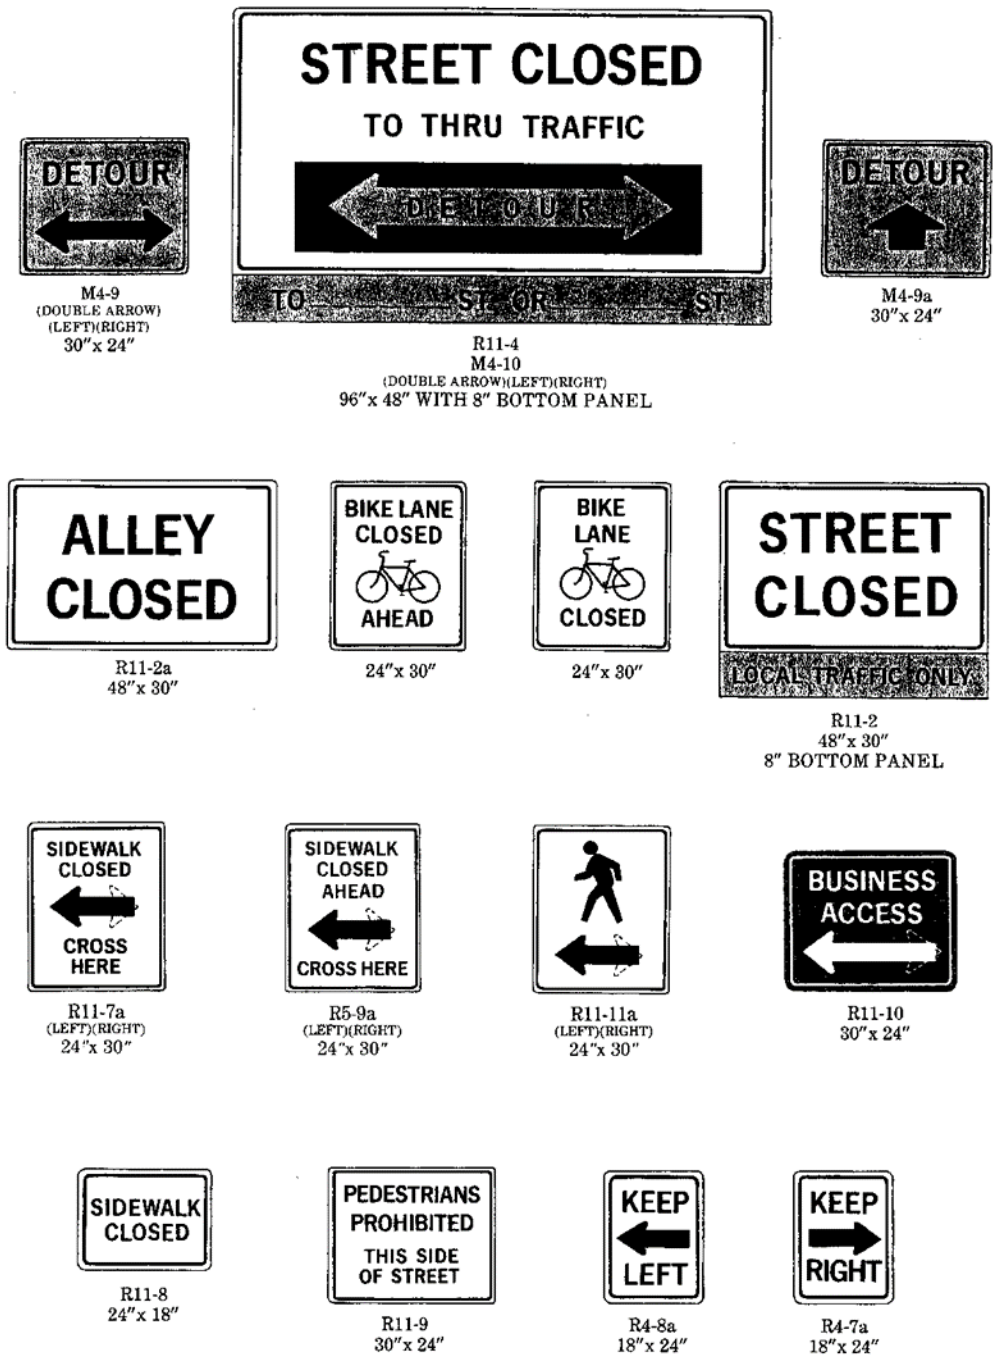 STREET CLOSED
TO THRU TRAFFIC
DETOUR
TO ST. OR ST.
R11-4
M4-10
(DOUBLE ARROW)(LEFT)(RIGHT)
96"x 48" WITH 8" BOTTOM PANEL
DETOUR
M4-9
(DOUBLE ARROW)
(LEFT)(RIGHT)
30"x 24"
DETOUR
M4-9a
30"x 24"
ALLEY
CLOSED
R11-2a
48"x 30"
BIKE LANE
CLOSED
AHEAD
24"x 30"
BIKE
LANE
CLOSED
24"x 30"
STREET
CLOSED
LOCAL TRAFFIC ONLY
R11-2
48"x 30"
8" BOTTOM PANEL
SIDEWALK
CLOSED
CROSS
HERE
R11-7a
(LEFT)(RIGHT)
24"x 30"
SIDEWALK
CLOSED
AHEAD
CROSS HERE
R5-9a
(LEFT)(RIGHT)
24"x 30"
R11-11a
(LEFT)(RIGHT)
24"x 30"
BUSINESS
ACCESS
R11-10
30"x 24"
SIDEWALK
CLOSED
R11-8
24"x 18"
PEDESTRIANS
PROHIBITED
THIS SIDE
OF STREET
R11-9
30"x 24"
KEEP
LEFT
R4-8a
18"x 24"
KEEP
RIGHT
R4-7a
18"x 24"